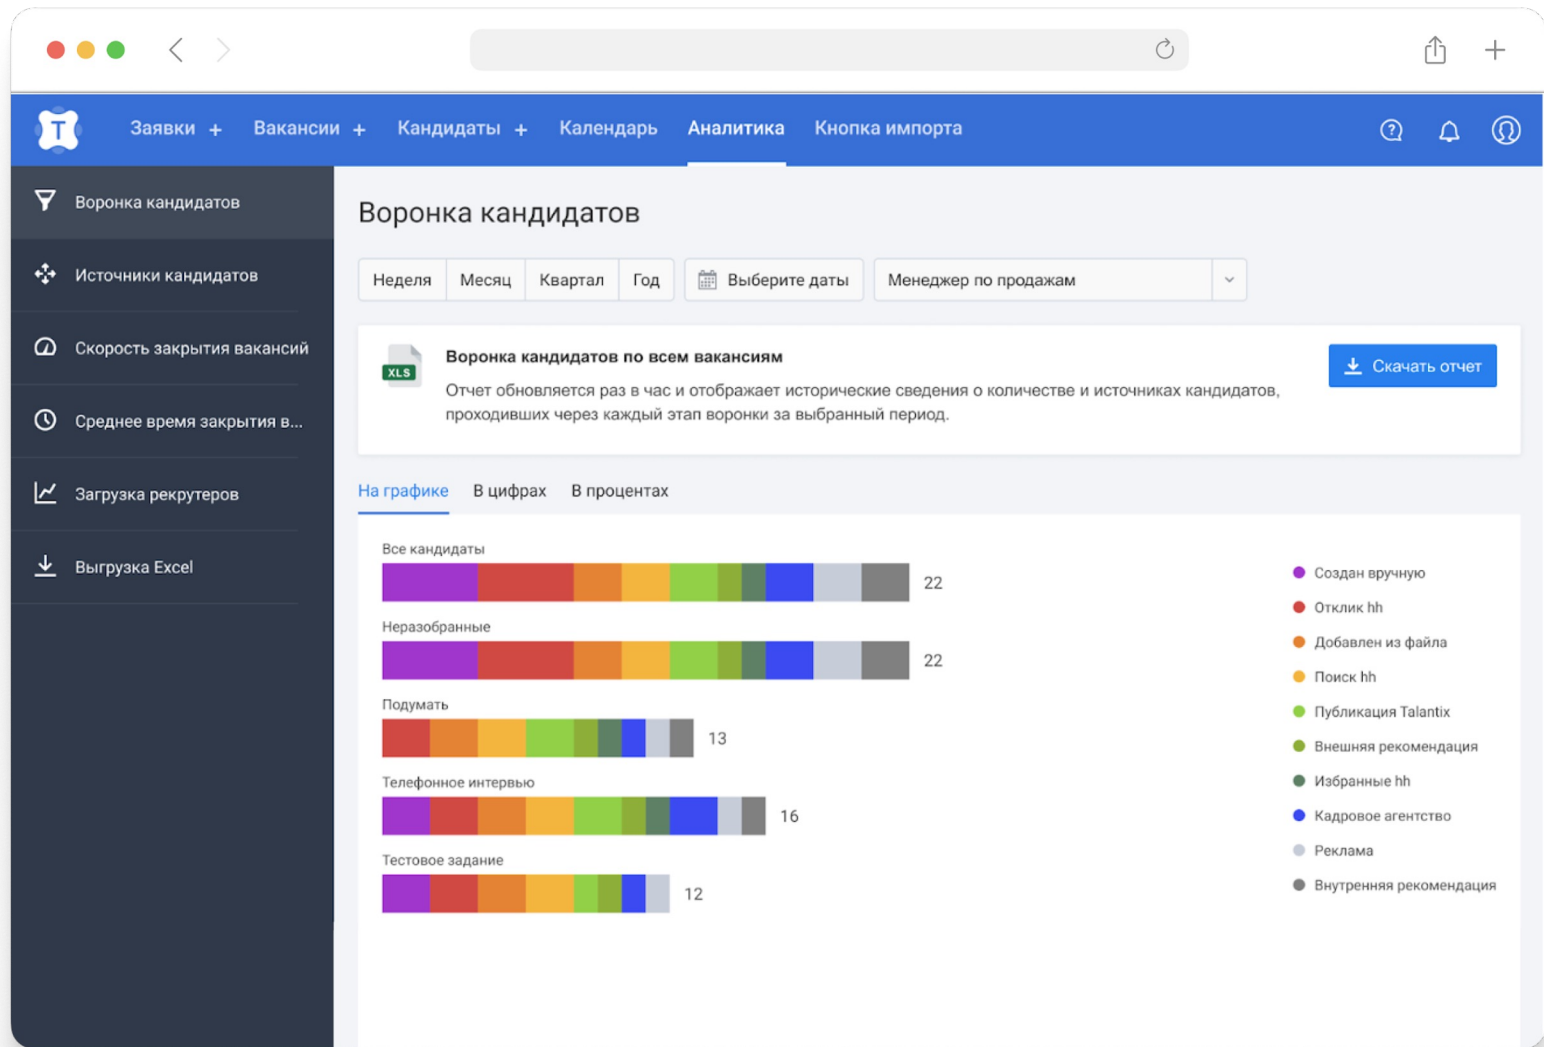 T
Заявки +
Вакансии +
Кандидаты +
Календарь
Аналитика
Кнопка импорта
Воронка кандидатов
Источники кандидатов
Скорость закрытия вакансий
Среднее время закрытия в...
Загрузка рекрутеров
Выгрузка Excel
Воронка кандидатов
Неделя
Месяц
Квартал
Год
Выберите даты
Менеджер по продажам
XLS
Воронка кандидатов по всем вакансиям
Отчет обновляется раз в час и отображает исторические сведения о количестве и источниках кандидатов,
проходивших через каждый этап воронки за выбранный период.
Скачать отчет
На графике
В цифрах
В процентах
Все кандидаты
22
Неразобранные
22
Подумать
13
Телефонное интервью
16
Тестовое задание
12
Создан вручную
Отклик hh
Добавлен из файла
Поиск hh
Публикация Talantix
Внешняя рекомендация
Избранные hh
Кадровое агентство
Реклама
Внутренняя рекомендация